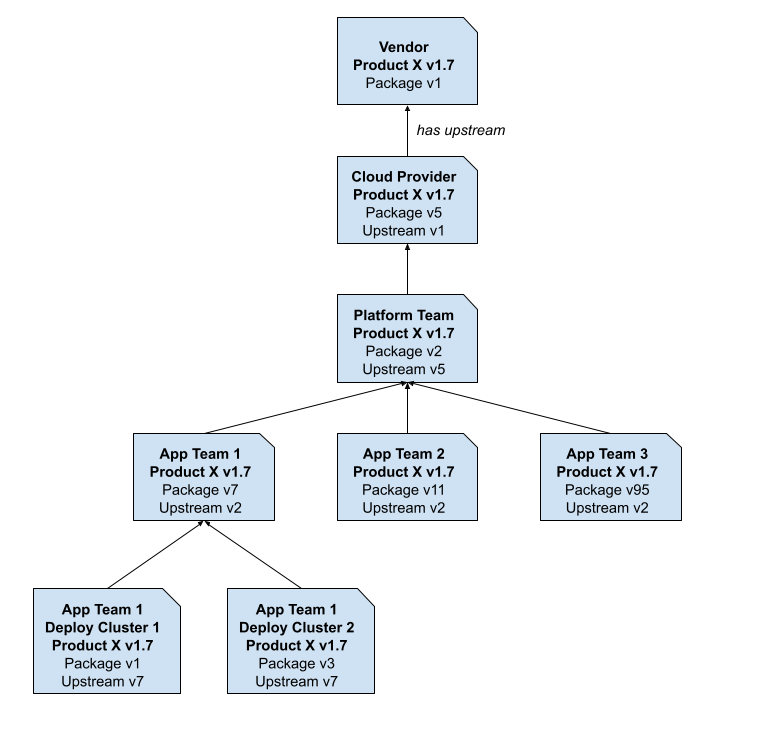 Vendor
Product X v1.7
Package v1
has upstream
Cloud Provider
Product X v1.7
Package v5
Upstream v1
Platform Team
Product X v1.7
Package v2
Upstream v5
App Team 1
Product X v1.7
Package v7
Upstream v2
App Team 2
Product X v1.7
Package v11
Upstream v2
App Team 3
Product X v1.7
Package v95
Upstream v2
App Team 1
Deploy Cluster 1
Product X v1.7
Package v1
Upstream v7
App Team 1
Deploy Cluster 2
Product X v1.7
Package v3
Upstream v7